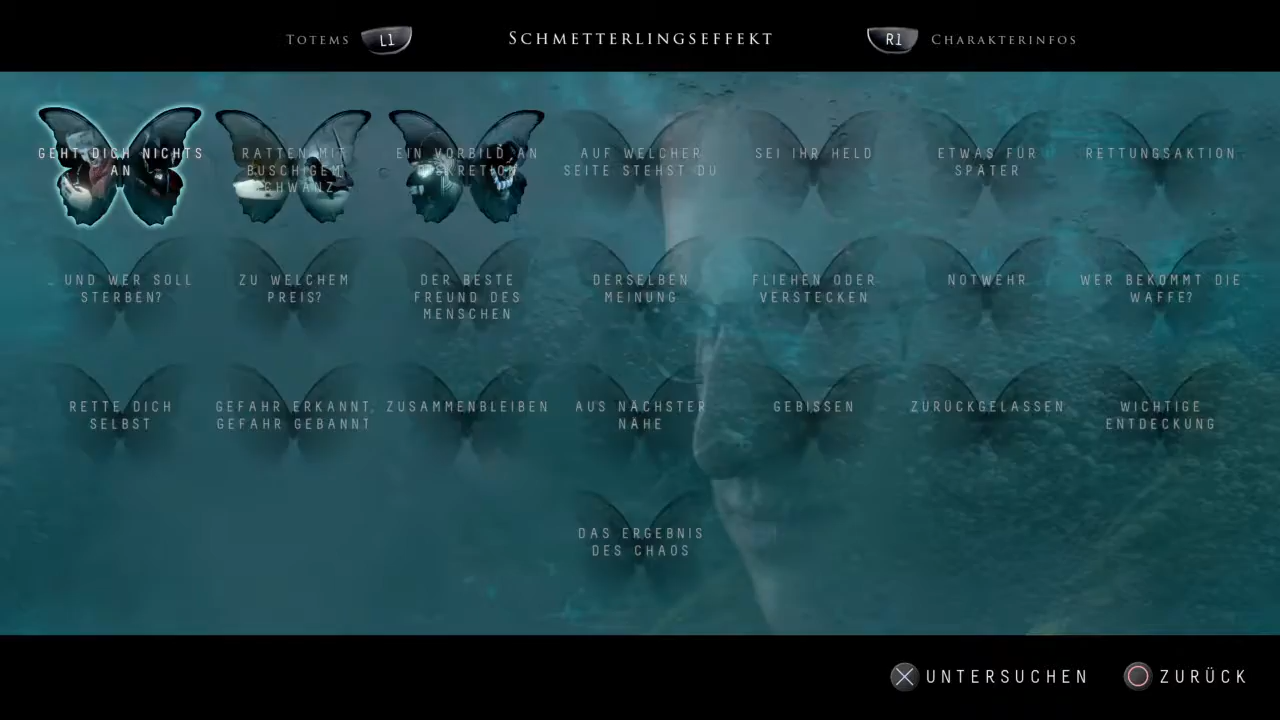 TOTEMS L1 SCHMETTERLINGSEFFEKT R1 CHARAKTERINFOS
GEHT DICH NICHTS
AN
RATTEN MIT
BUSCHIGEM
SCHWANZ
EIN VORBILD AN
DISKRETION
AUF WELCHER
SEITE STEHST DU
SEI IHR HELD
ETWAS FÜR
SPÄTER
RETTUNGSAKTION
… UND WER SOLL
STERBEN?
ZU WELCHEM
PREIS?
DER BESTE
FREUND DES
MENSCHEN
DERSELBEN
MEINUNG
FLIEHEN ODER
VERSTECKEN
NOTWEHR
WER BEKOMMT DIE
WAFFE?
RETTE DICH
SELBST
GEFAHR ERKANNT,
GEFAHR GEBANNT
ZUSAMMENBLEIBEN
AUS NÄCHSTER
NÄHE
GEBISSEN
ZURÜCKGELASSEN
WICHTIGE
ENTDECKUNG
DAS ERGEBNIS
DES CHAOS
UNTERSUCHEN ZURÜCK